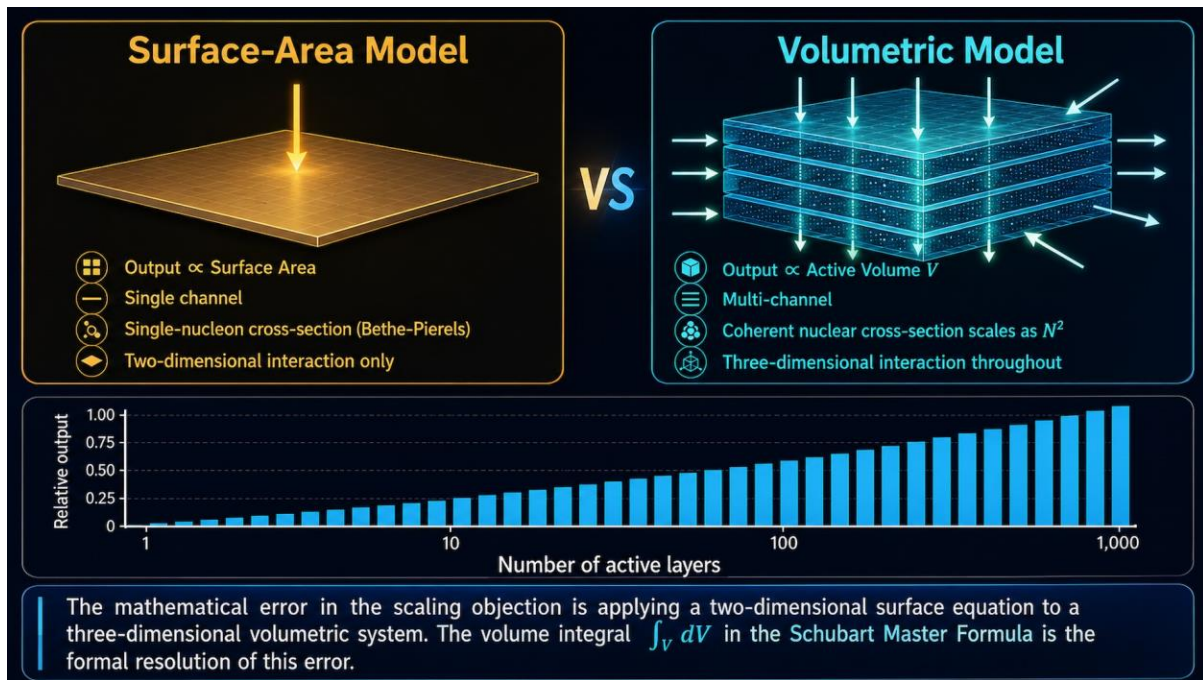 Surface-Area Model
Output ∝ Surface Area
Single channel
Single-nucleon cross-section (Bethe-Pierels)
Two-dimensional interaction only
VS
Volumetric Model
Output ∝ Active Volume V
Multi-channel
Coherent nuclear cross-section scales as N²
Three-dimensional interaction throughout
Relative output
1.00
0.75
0.50
0.25
0
1 10 100 1,000
Number of active layers
The mathematical error in the scaling objection is applying a two-dimensional surface equation to a
three-dimensional volumetric system. The volume integral ∫_V dV in the Schubart Master Formula is the
formal resolution of this error.